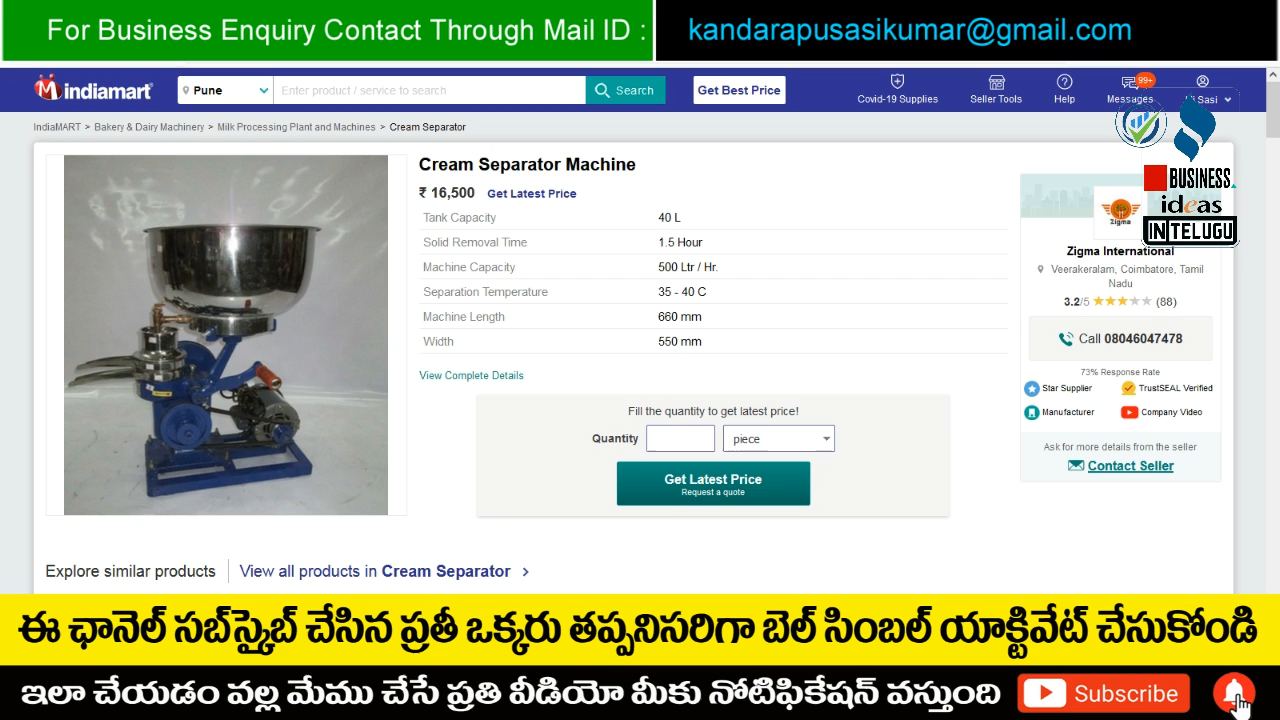 For Business Enquiry Contact Through Mail ID : kandarapusasikumar@gmail.com
indiamart
Pune
Enter product / service to search
Search
Get Best Price
Covid-19 Supplies
Seller Tools
Help
99+
Messages
Sasi
IndiaMART > Bakery & Dairy Machinery > Milk Processing Plant and Machines > Cream Separator
Cream Separator Machine
₹ 16,500 Get Latest Price
Tank Capacity 40 L
Solid Removal Time 1.5 Hour
Machine Capacity 500 Ltr / Hr.
Separation Temperature 35 - 40 C
Machine Length 660 mm
Width 550 mm
View Complete Details
Fill the quantity to get latest price!
Quantity piece
Get Latest Price
Request a quote
BUSINESS
ideas
IN TELUGU
Zigma
Zigma International
Veerakeralam, Coimbatore, Tamil
Nadu
3.2/5 (88)
Call 08046047478
73% Response Rate
Star Supplier TrustSEAL Verified
Manufacturer Company Video
Ask for more details from the seller
Contact Seller
Explore similar products View all products in Cream Separator >
ఈ ఛానెల్ సబ్‌స్క్రైబ్ చేసిన ప్రతీ ఒక్కరు తప్పనిసరిగా బెల్ సింబల్ యాక్టివేట్ చేసుకోండి
ఇలా చేయడం వల్ల మేము చేసే ప్రతి వీడియో మీకు నోటిఫికేషన్ వస్తుంది
Subscribe